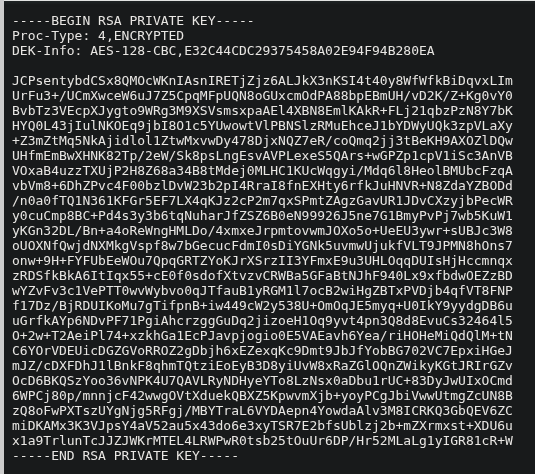 -----BEGIN RSA PRIVATE KEY-----
Proc-Type: 4,ENCRYPTED
DEK-Info: AES-128-CBC,E32C44CDC29375458A02E94F94B280EA

JCPsentybdCSx8QMOcWKnIAsnIRETjZjz6ALJkX3nKSI4t40y8WfWfkBiDqvxLIm
UrFu3+/UCmXwceW6uJ7Z5CpqMFpUQN8oGUxcmOdPA88bpEBmUH/vD2K/Z+Kg0vY0
BvbTz3VEcpXJygto9WRg3M9XSVsmsxpaAEl4XBN8EmlKAkR+FLj21qbzPzN8Y7bK
HYQ0L43jIulNKOEq9jbI8O1c5YUwowtVlPBNSlzRMuEhceJ1bYDWyUQk3zpVLaXy
+Z3mZtMq5NkAjidlol1ZtwMxvwDy478DjxNQZ7eR/coQmq2jj3tBeKH9AXOZlDQw
UHfmEmBwXHNK82Tp/2eW/Sk8psLngEsvAVPLexeS5QArs+wGPZp1cpV1iSc3AnVB
VOxaB4uzzTXUjP2H8Z68a34B8tMdej0MLHC1KUcWqgyi/Mdq6l8HeolBMUbcFzqA
vbVm8+6DhZPvc4F00bzlDvW23b2pI4RraI8fnEXHty6rfkJuHNVR+N8ZdaYZBODd
/n0a0fTQ1N361KFGr5EF7LX4qKJz2cP2m7qxSPmtZAgzGavUR1JDvCXzyjbPecWR
y0cuCmp8BC+Pd4s3y3b6tqNuharJfZSZ6B0eN99926J5ne7G1BmyPvPj7wb5KuW1
yKGn32DL/Bn+a4oReWngHMLDo/4xmxeJrpmtovwmJOXo5o+UeEU3ywr+sUBJc3W8
oUOXNfQwjdNXMkgVspf8w7bGecucFdmI0sDiYGNk5uvmwUjukfVLT9JPMN8hOns7
onw+9H+FYFUbEeWOu7QpqGRTZYoKJrXSrzII3YFmxE9u3UHLOqqDUIsHjHccmnqx
zRDSfkBkA6ItIqx55+cE0f0sdofXtvzvCRWBa5GFaBtNJhF940Lx9xfbdwOEZzBD
wYZvFv3c1VePTT0wvWybvo0qJTfauB1yRGM1l7ocB2wiHgZBTxPVDjb4qfVT8FNP
f17Dz/BjRDUIKoMu7gTifpnB+iw449cW2y538U+OmOqJE5myq+U0IkY9yydgDB6u
uGrfkAYp6NDvPF71PgiAhcrzggGuDq2jizoeH1Oq9yvt4pn3Q8d8EvuCs32464l5
O+2w+T2AeiPl74+xzkhGa1EcPJavpjogio0E5VAEavh6Yea/riHOHeMiQdQlM+tN
C6YOrVDEUicDGZGVoRROZ2gDbjh6xEZexqKc9Dmt9JbJfYobBG702VC7EpxiHGeJ
mJZ/cDXFDhJ1lBnkF8qhmTQtziEoEyB3D8yiUvW8xRaZGlOQnZWikyKGtJRIrGZv
OcD6BKQSzYoo36vNPK4U7QAVLRyNDHyeYTo8LzNsx0aDbu1rUC+83DyJwUIxOCmd
6WPCj80p/mnnjcF42wwgOVtXduekQBXZ5KpwvmXjb+yoyPCgJbiVwwUtmgZcUN8B
zQ8oFwPXTszUYgNjg5RFgj/MBYTraL6VYDAepn4YowdaAlv3M8ICRKQ3GbQEV6ZC
miDKAMx3K3VJpsY4aV52au5x43do6e3xyTSR7E2bfsUblzj2b+mZXrmxst+XDU6u
x1a9TrlunTcJJZJWKrMTEL4LRWPwR0tsb25tOuUr6DP/Hr52MLaLg1yIGR81cR+W
-----END RSA PRIVATE KEY-----